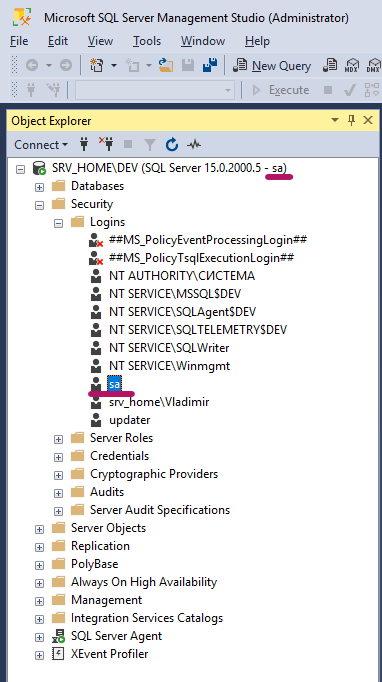 Microsoft SQL Server Management Studio (Administrator)
File Edit View Tools Window Help
New Query MDX DMX
Execute
Object Explorer
Connect
SRV_HOME\DEV (SQL Server 15.0.2000.5 - sa)
Databases
Security
Logins
##MS_PolicyEventProcessingLogin##
##MS_PolicyTsqlExecutionLogin##
NT AUTHORITY\СИСТЕМА
NT SERVICE\MSSQL$DEV
NT SERVICE\SQLAgent$DEV
NT SERVICE\SQLTELEMETRY$DEV
NT SERVICE\SQLWriter
NT SERVICE\Winmgmt
sa
srv_home\Vladimir
updater
Server Roles
Credentials
Cryptographic Providers
Audits
Server Audit Specifications
Server Objects
Replication
PolyBase
Always On High Availability
Management
Integration Services Catalogs
SQL Server Agent
XEvent Profiler